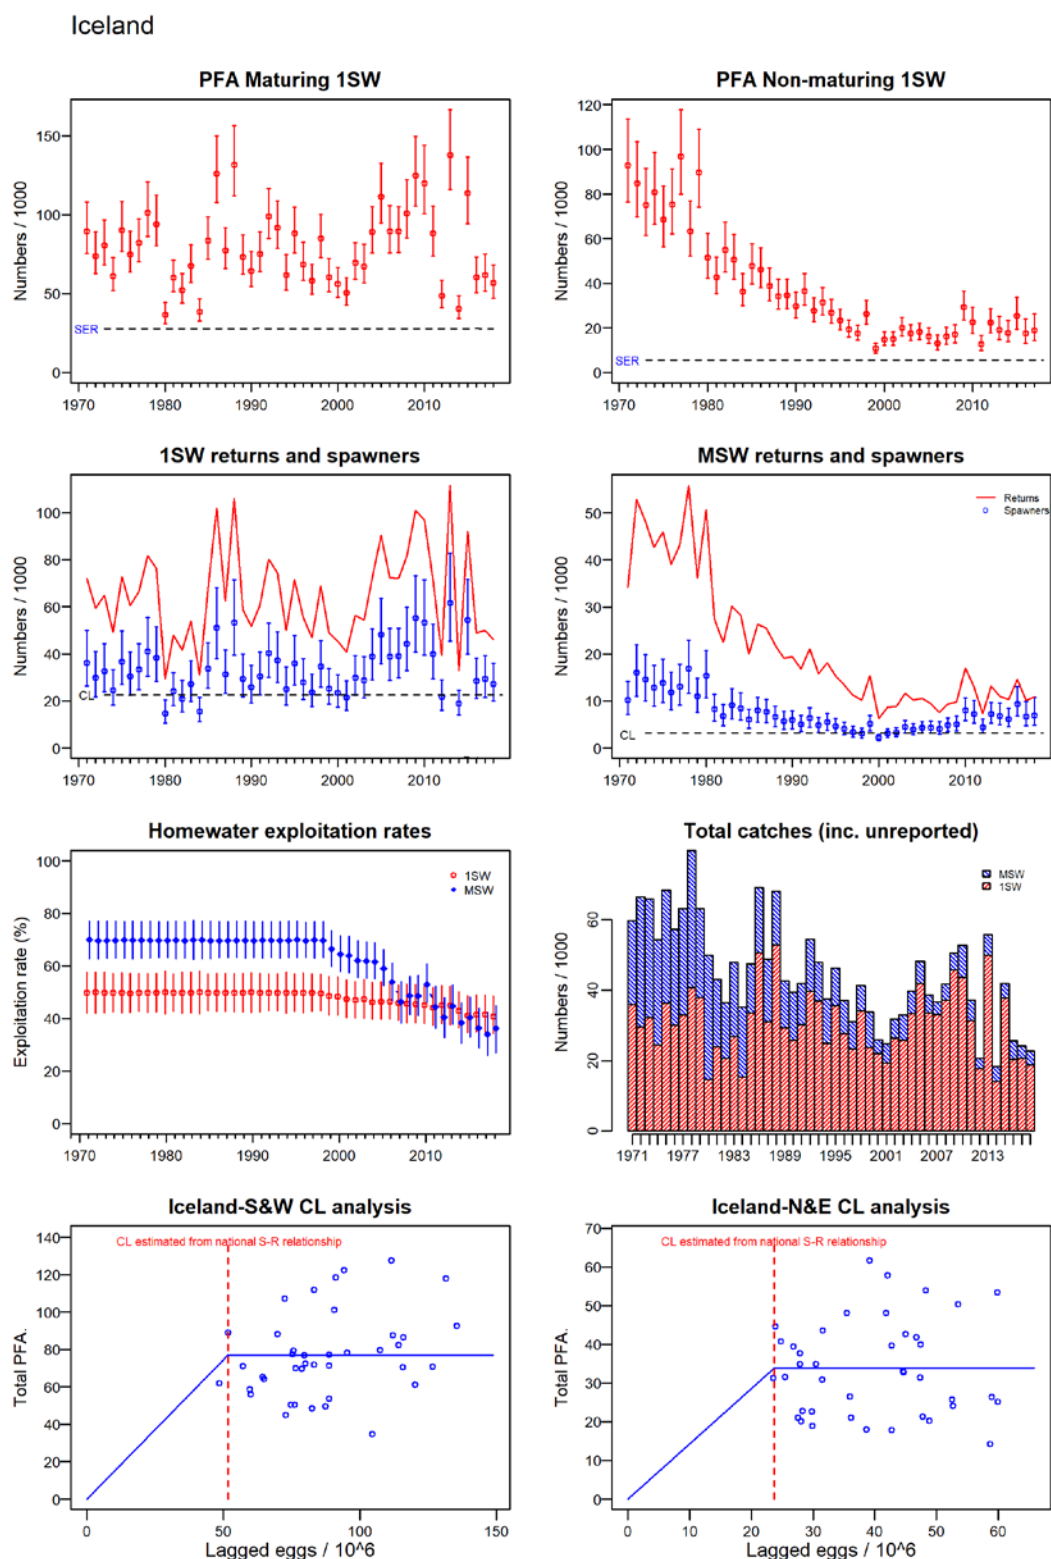 Iceland
PFA Maturing 1SW
Numbers / 1000
150
100
50
0
SER
1970 1980 1990 2000 2010
PFA Non-maturing 1SW
Numbers / 1000
120
100
80
60
40
20
0
SER
1970 1980 1990 2000 2010
1SW returns and spawners
Numbers / 1000
100
80
60
40
20
0
CL
1970 1980 1990 2000 2010
MSW returns and spawners
Numbers / 1000
50
40
30
20
10
0
Returns
Spawners
CL
1970 1980 1990 2000 2010
Homewater exploitation rates
Exploitation rate (%)
100
80
60
40
20
0
1SW
MSW
1970 1980 1990 2000 2010
Total catches (inc. unreported)
Numbers / 1000
60
40
20
0
MSW
1SW
1971 1977 1983 1989 1995 2001 2007 2013
Iceland-S&W CL analysis
CL estimated from national S-R relationship
Total PFA.
140
120
100
80
60
40
20
0
0 50 100 150
Lagged eggs / 10^6
Iceland-N&E CL analysis
CL estimated from national S-R relationship
Total PFA.
70
60
50
40
30
20
10
0
0 10 20 30 40 50 60
Lagged eggs / 10^6